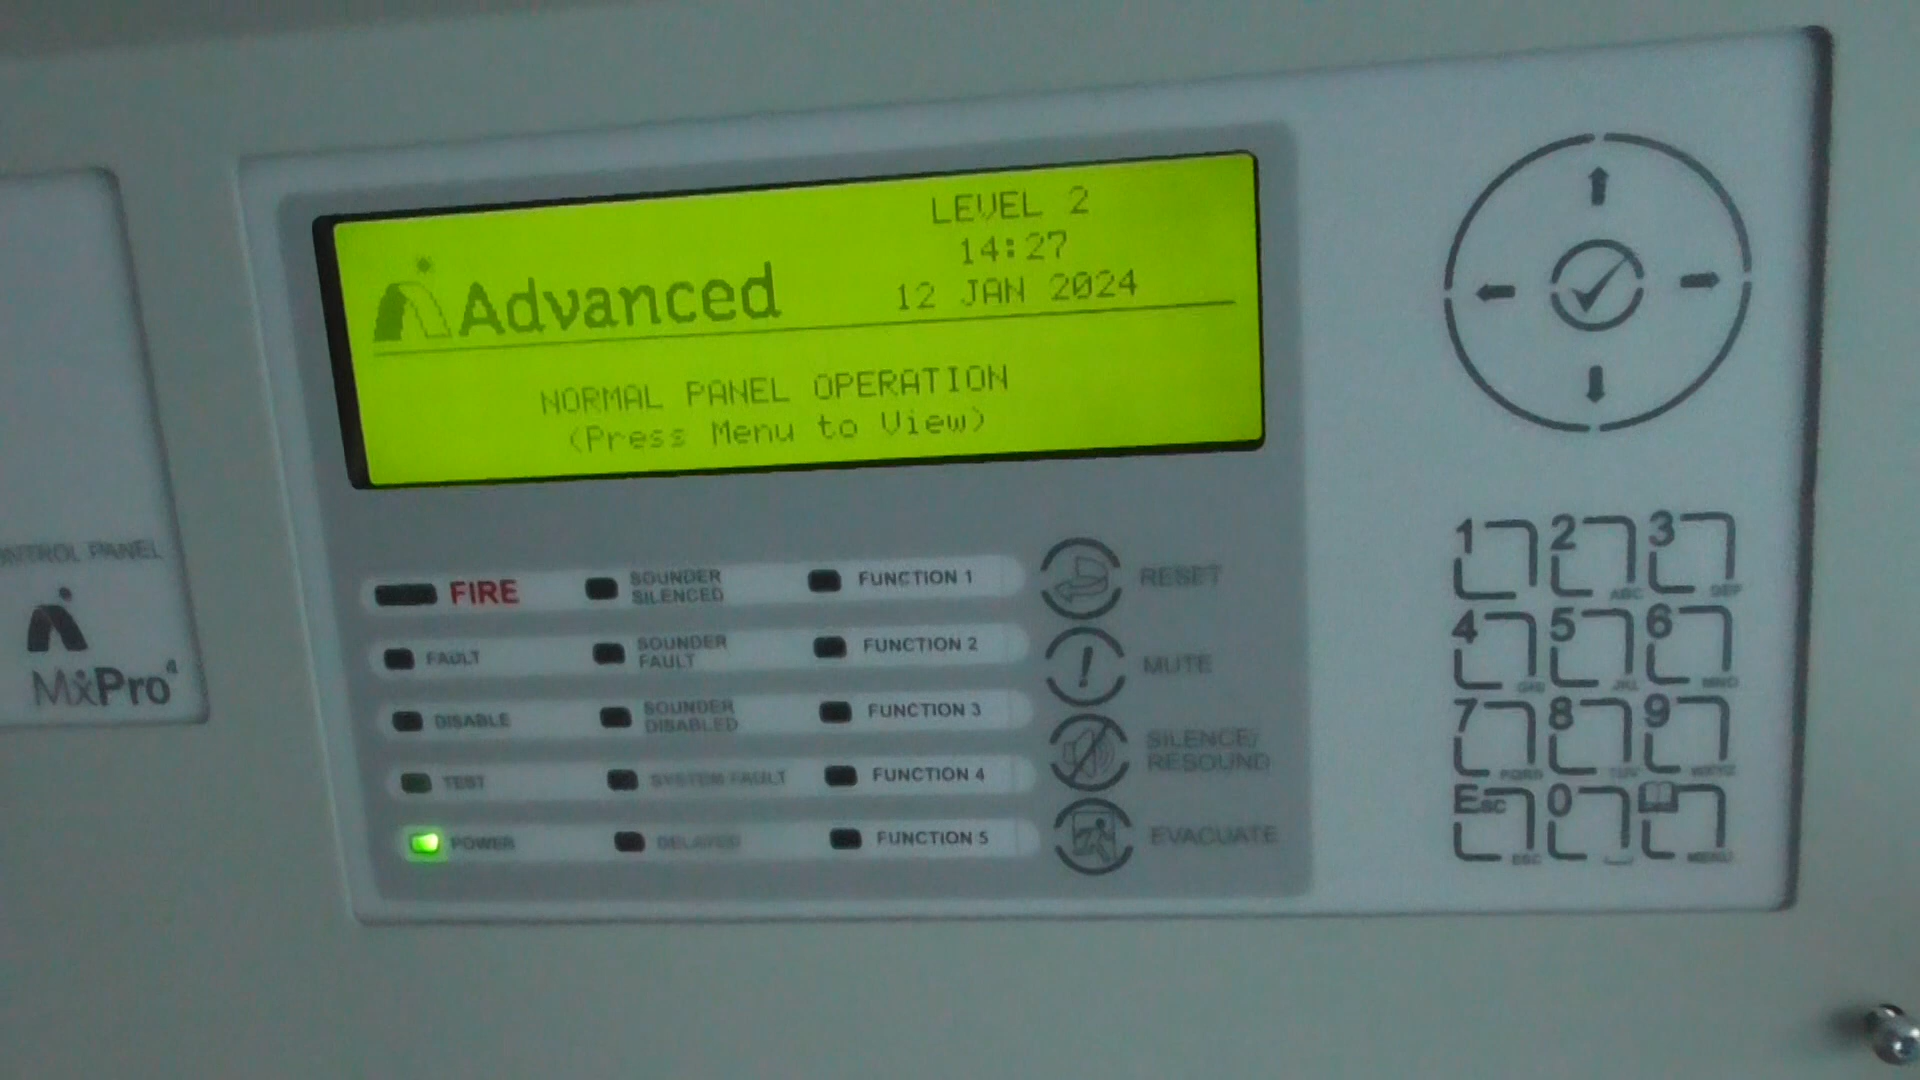 LEVEL 2
14:27
12 JAN 2024
Advanced
NORMAL PANEL OPERATION
(Press Menu to View)
CONTROL PANEL
MxPro4
FIRE
SOUNDER
SILENCED
FUNCTION 1
RESET
FAULT
SOUNDER
FAULT
FUNCTION 2
MUTE
DISABLE
SOUNDER
DISABLED
FUNCTION 3
SILENCE/
RESOUND
TEST
SYSTEM FAULT
FUNCTION 4
POWER
DELAYED
FUNCTION 5
EVACUATE
1
2 ABC
3 DEF
4 GHI
5 JKL
6 MNO
7 PQRS
8 TUV
9 WXYZ
Esc ESC
0
MENU